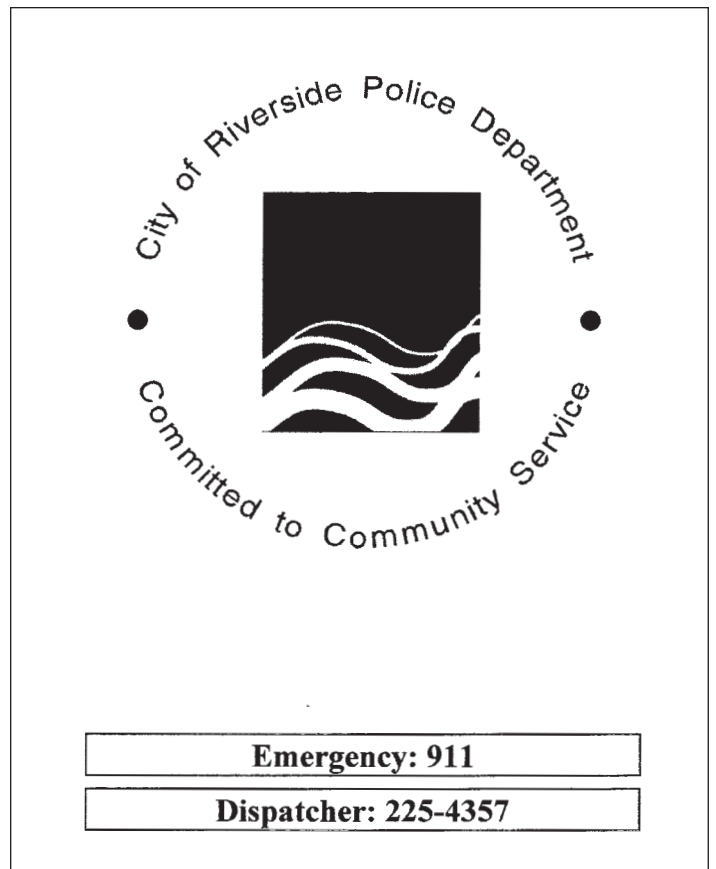 City of Riverside Police Department
Committed to Community Service
Emergency: 911
Dispatcher: 225-4357